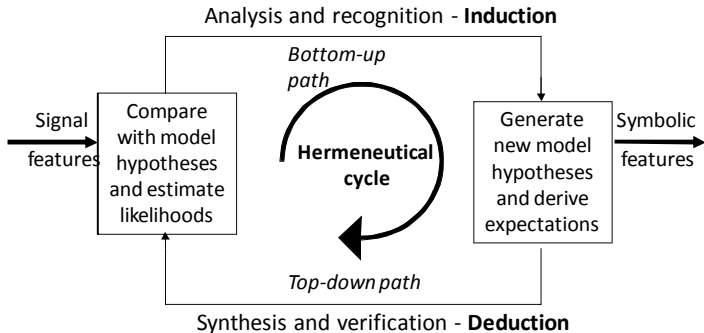 Analysis and recognition - Induction
Bottom-up
path
Signal
features
Compare
with model
hypotheses
and estimate
likelihoods
Hermeneutical
cycle
Generate
new model
hypotheses
and derive
expectations
Symbolic
features
Top-down path
Synthesis and verification - Deduction